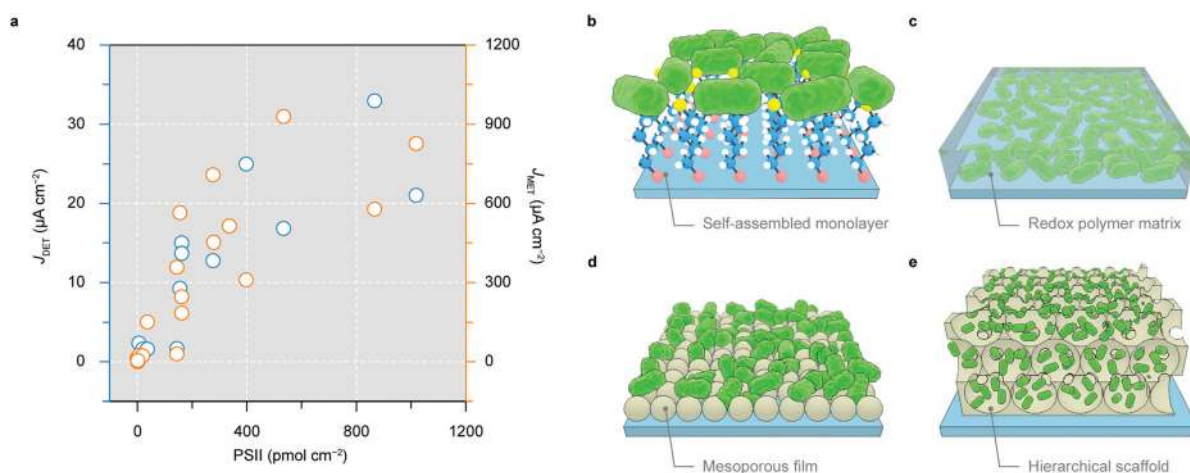 a
40
30
20
10
0
J_DET (µA cm⁻²)
1200
900
600
300
0
J_MET (µA cm⁻²)
0
400
800
1200
PSII (pmol cm⁻²)
b
Self-assembled monolayer
c
Redox polymer matrix
d
Mesoporous film
e
Hierarchical scaffold